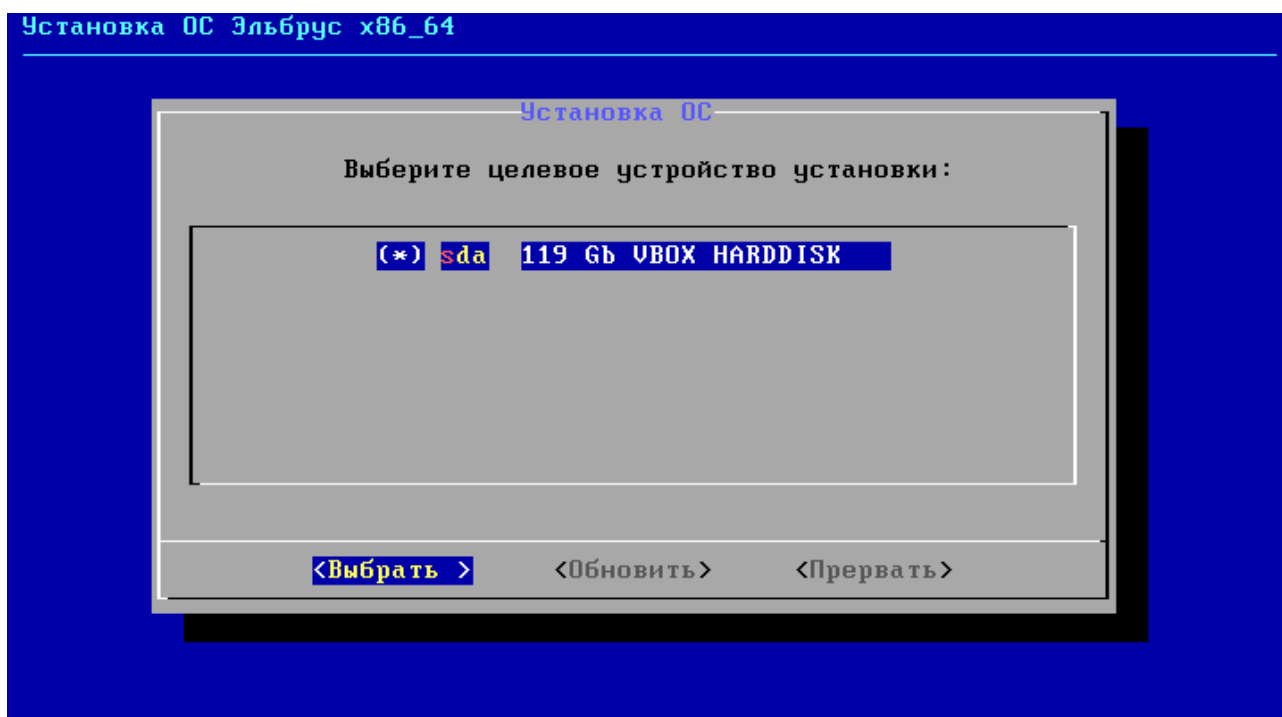 Установка ОС Эльбрус x86_64
Установка ОС
Выберите целевое устройство установки:
(*) sda 119 Gb VBOX HARDDISK
<Выбрать > <Обновить> <Прервать>